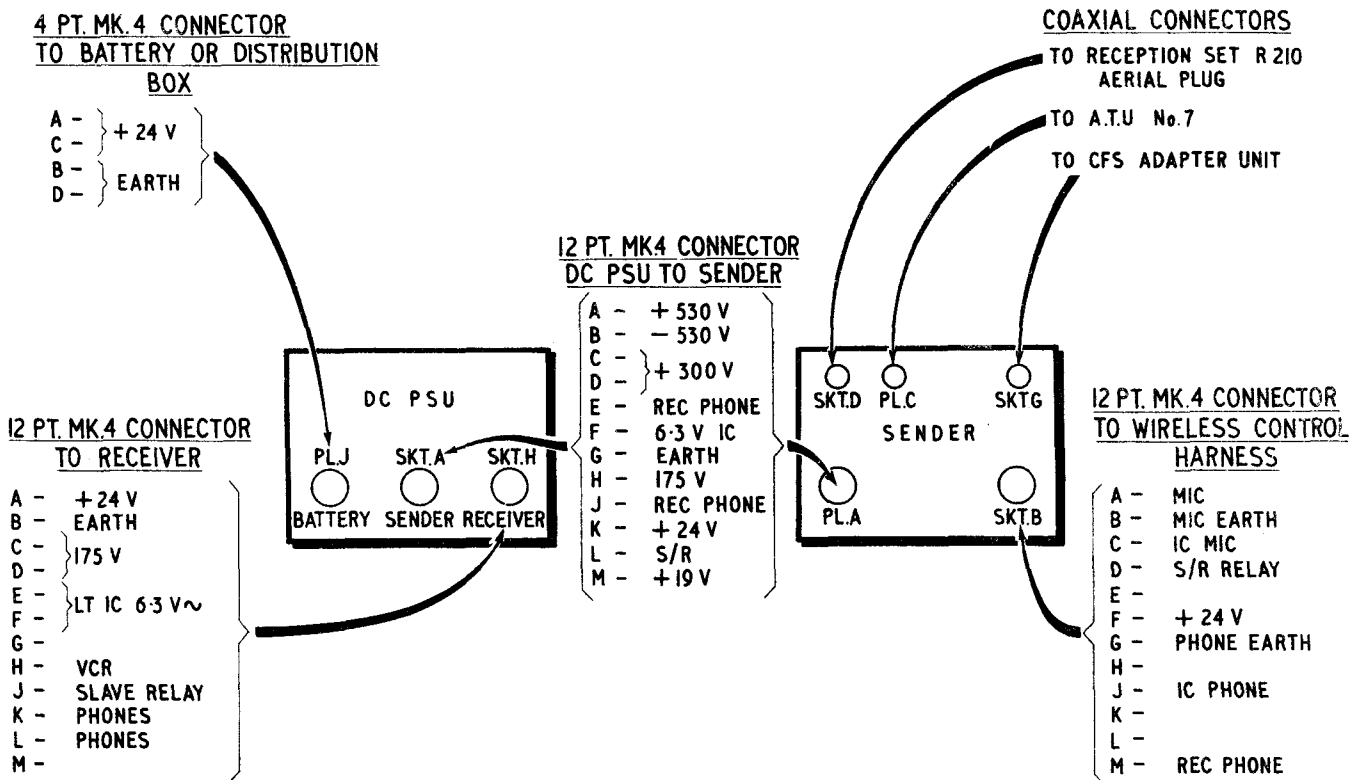 4 PT. MK. 4 CONNECTOR
TO BATTERY OR DISTRIBUTION
BOX
A -
C -
+ 24 V
B -
D -
EARTH
COAXIAL CONNECTORS
TO RECEPTION SET R 210
AERIAL PLUG
TO A.T.U No.7
TO CFS ADAPTER UNIT
12 PT. MK.4 CONNECTOR
DC PSU TO SENDER
A - + 530 V
B - – 530 V
C -
D -
+ 300 V
E - REC PHONE
F - 6·3 V IC
G - EARTH
H - 175 V
J - REC PHONE
K - + 24 V
L - S/R
M - +19 V
DC PSU
PL.J SKT.A SKT.H
BATTERY SENDER RECEIVER
SKT.D PL.C SKTG
SENDER
PL.A SKT.B
12 PT. MK.4 CONNECTOR
TO RECEIVER
A - + 24 V
B - EARTH
C -
D -
175 V
E -
F -
LT IC 6·3 V~
G -
H - VCR
J - SLAVE RELAY
K - PHONES
L - PHONES
M -
12 PT. MK.4 CONNECTOR
TO WIRELESS CONTROL
HARNESS
A - MIC
B - MIC EARTH
C - IC MIC
D - S/R RELAY
E -
F - + 24 V
G - PHONE EARTH
H -
J - IC PHONE
K -
L -
M - REC PHONE